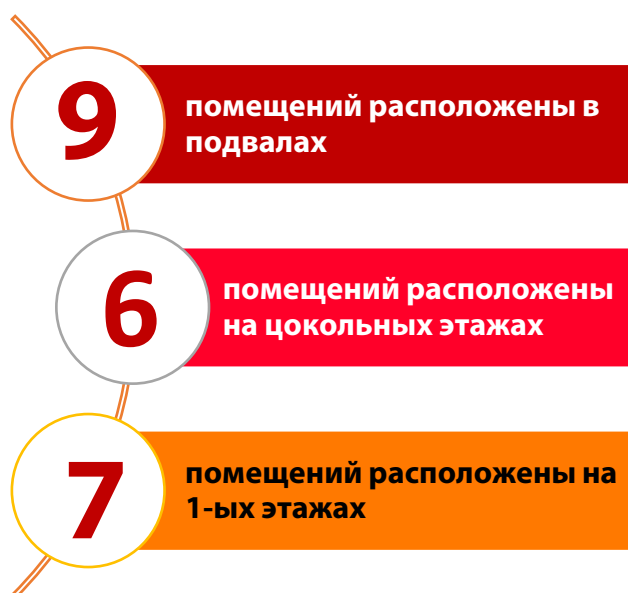 9
помещений расположены в
подвалах
6
помещений расположены
на цокольных этажах
7
помещений расположены на
1-ых этажах